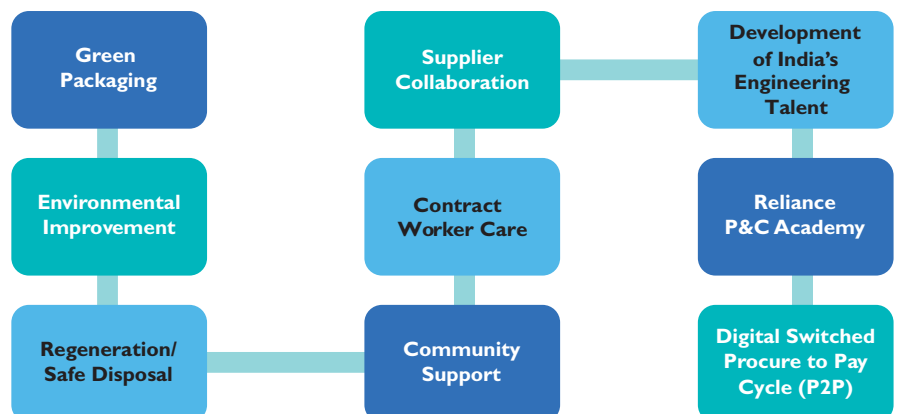 Green
Packaging
Environmental
Improvement
Regeneration/
Safe Disposal
Community
Support
Contract
Worker Care
Supplier
Collaboration
Development
of India’s
Engineering
Talent
Reliance
P&C Academy
Digital Switched
Procure to Pay
Cycle (P2P)